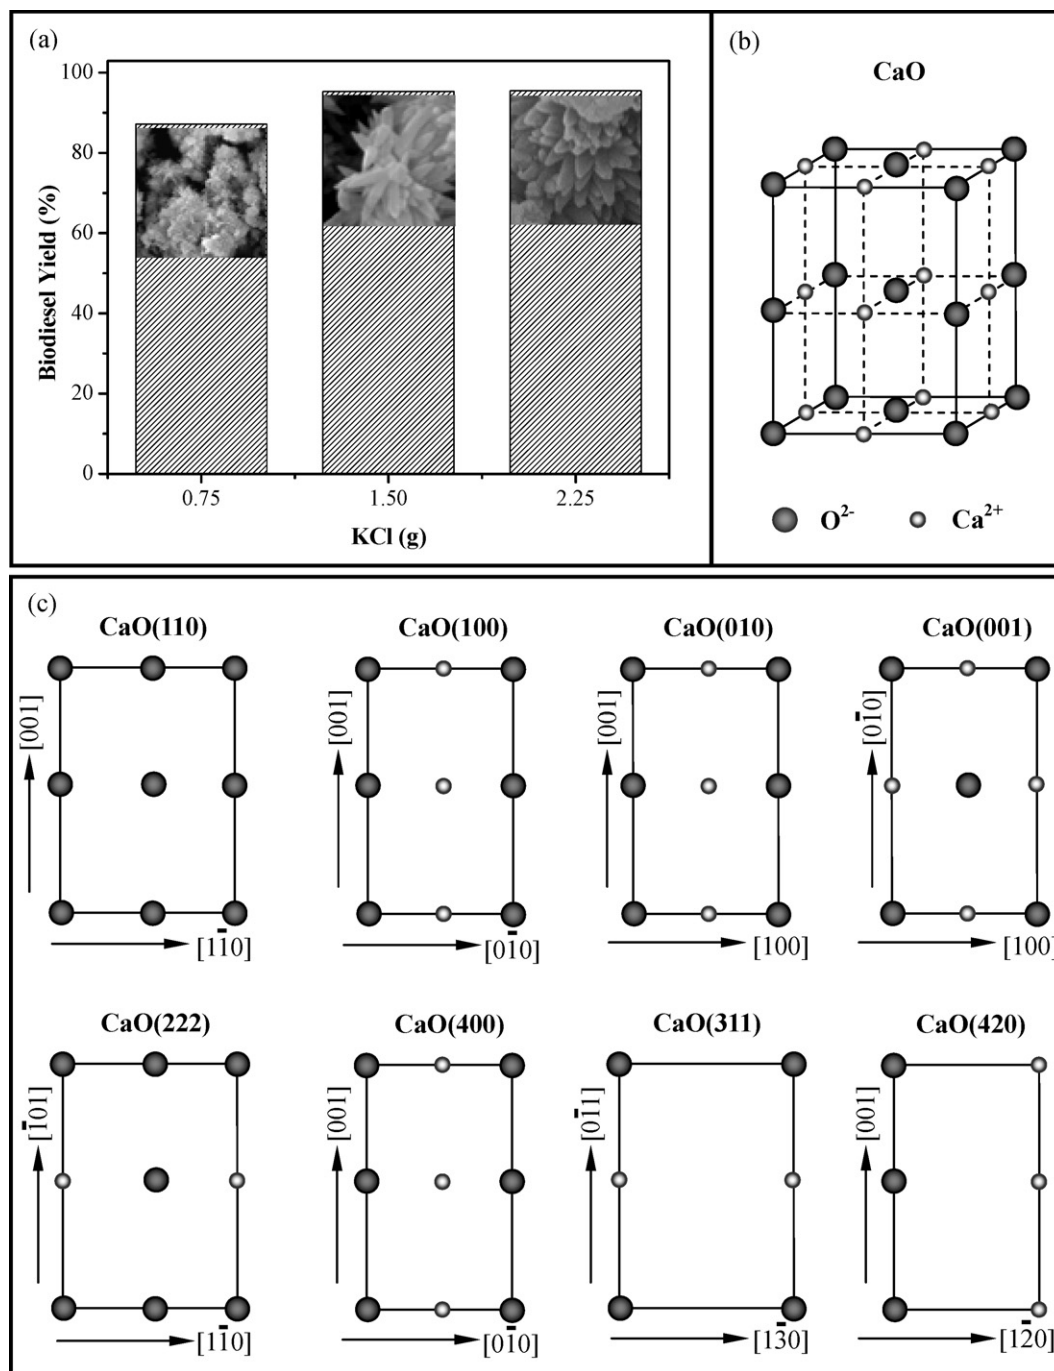 (a)
100
80
60
40
20
0
Biodiesel Yield (%)
0.75
1.50
2.25
KCl (g)
(b)
CaO
O²⁻
Ca²⁺
(c)
CaO(110)
CaO(100)
CaO(010)
CaO(001)
[001]
[001]
[001]
[01̄0]
[11̄0]
[01̄0]
[100]
[100]
CaO(222)
CaO(400)
CaO(311)
CaO(420)
[1̄01]
[001]
[01̄1]
[001]
[11̄0]
[01̄0]
[13̄0]
[12̄0]